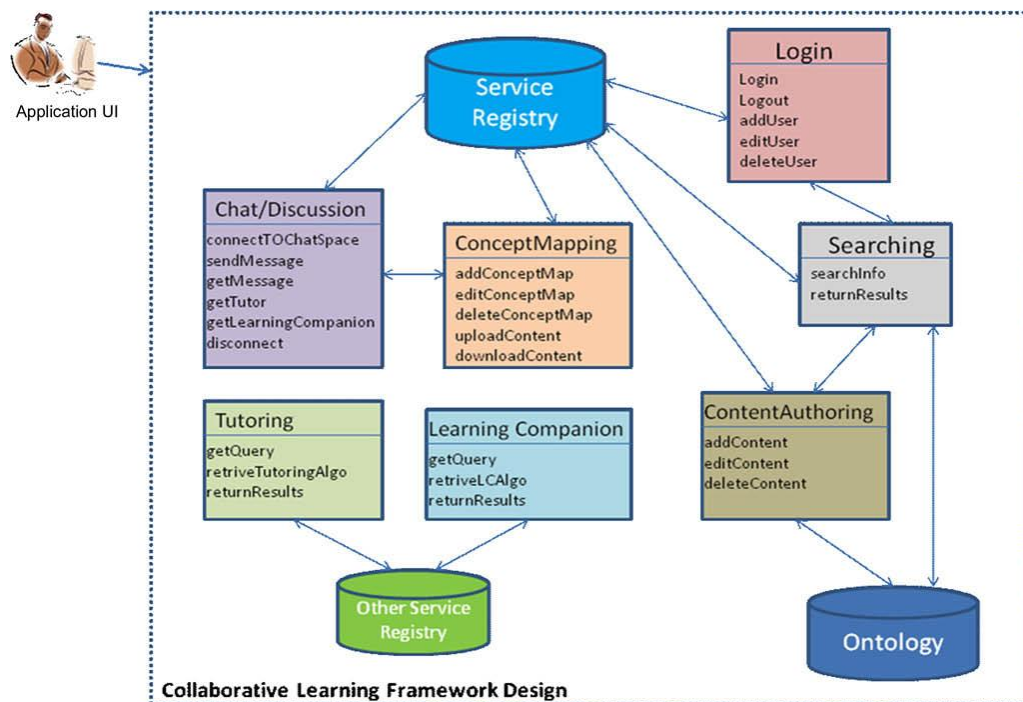 Application UI
Service
Registry
Login
Login
Logout
addUser
editUser
deleteUser
Chat/Discussion
connectTOChatSpace
sendMessage
getMessage
getTutor
getLearningCompanion
disconnect
ConceptMapping
addConceptMap
editConceptMap
deleteConceptMap
uploadContent
downloadContent
Searching
searchInfo
returnResults
Tutoring
getQuery
retriveTutoringAlgo
returnResults
Learning Companion
getQuery
retriveLCAlgo
returnResults
ContentAuthoring
addContent
editContent
deleteContent
Other Service
Registry
Ontology
Collaborative Learning Framework Design